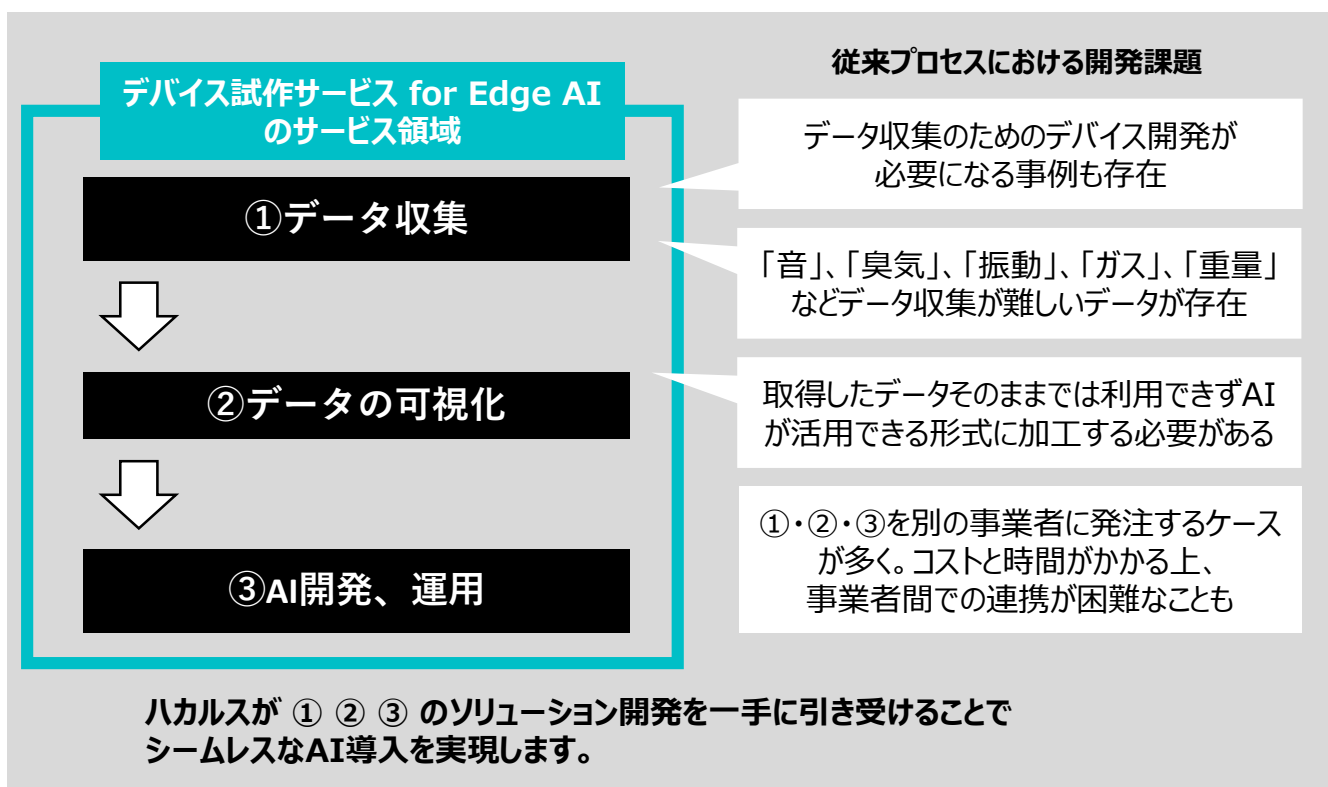 デバイス試作サービス for Edge AI
のサービス領域
①データ収集
②データの可視化
③AI開発、運用
従来プロセスにおける開発課題
データ収集のためのデバイス開発が
必要になる事例も存在
「音」、「臭気」、「振動」、「ガス」、「重量」
などデータ収集が難しいデータが存在
取得したデータそのままでは利用できずAI
が活用できる形式に加工する必要がある
①・②・③を別の事業者に発注するケース
が多く。コストと時間がかかる上、
事業者間での連携が困難なことも
ハカルスが ① ② ③ のソリューション開発を一手に引き受けることで
シームレスなAI導入を実現します。